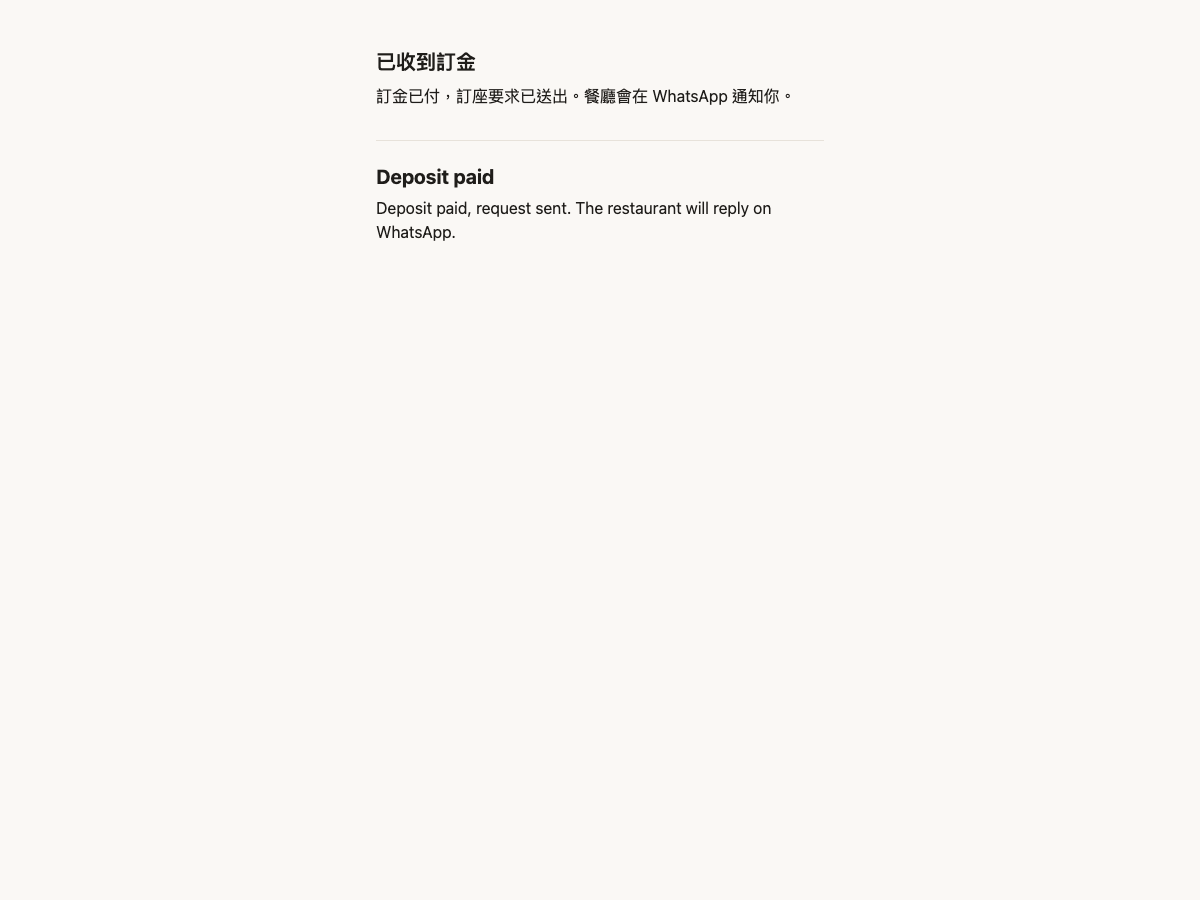 已收到訂金
訂金已付，訂座要求已送出。餐廳會在 WhatsApp 通知你。
Deposit paid
Deposit paid, request sent. The restaurant will reply on
WhatsApp.